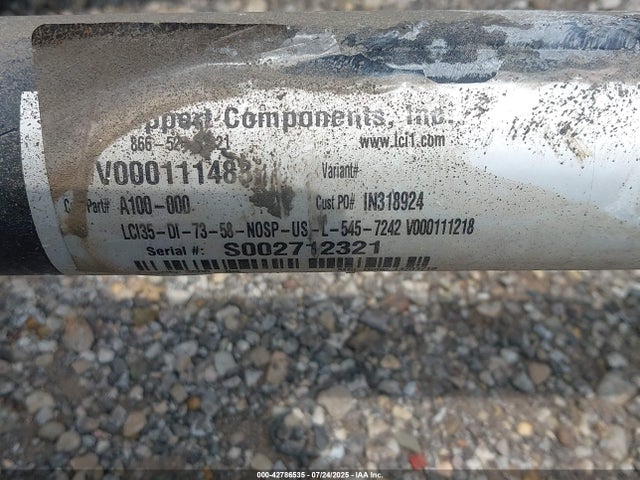 Components, Inc.
www.lci1.com
Variant#
Part# A100-000 Cust PO# IN318924
LCI35-DI-73-58-NOSP-US-L-545-7242 V000111218
Serial #: S002712321
000-42786535 - 07/24/2025 - IAA Inc.